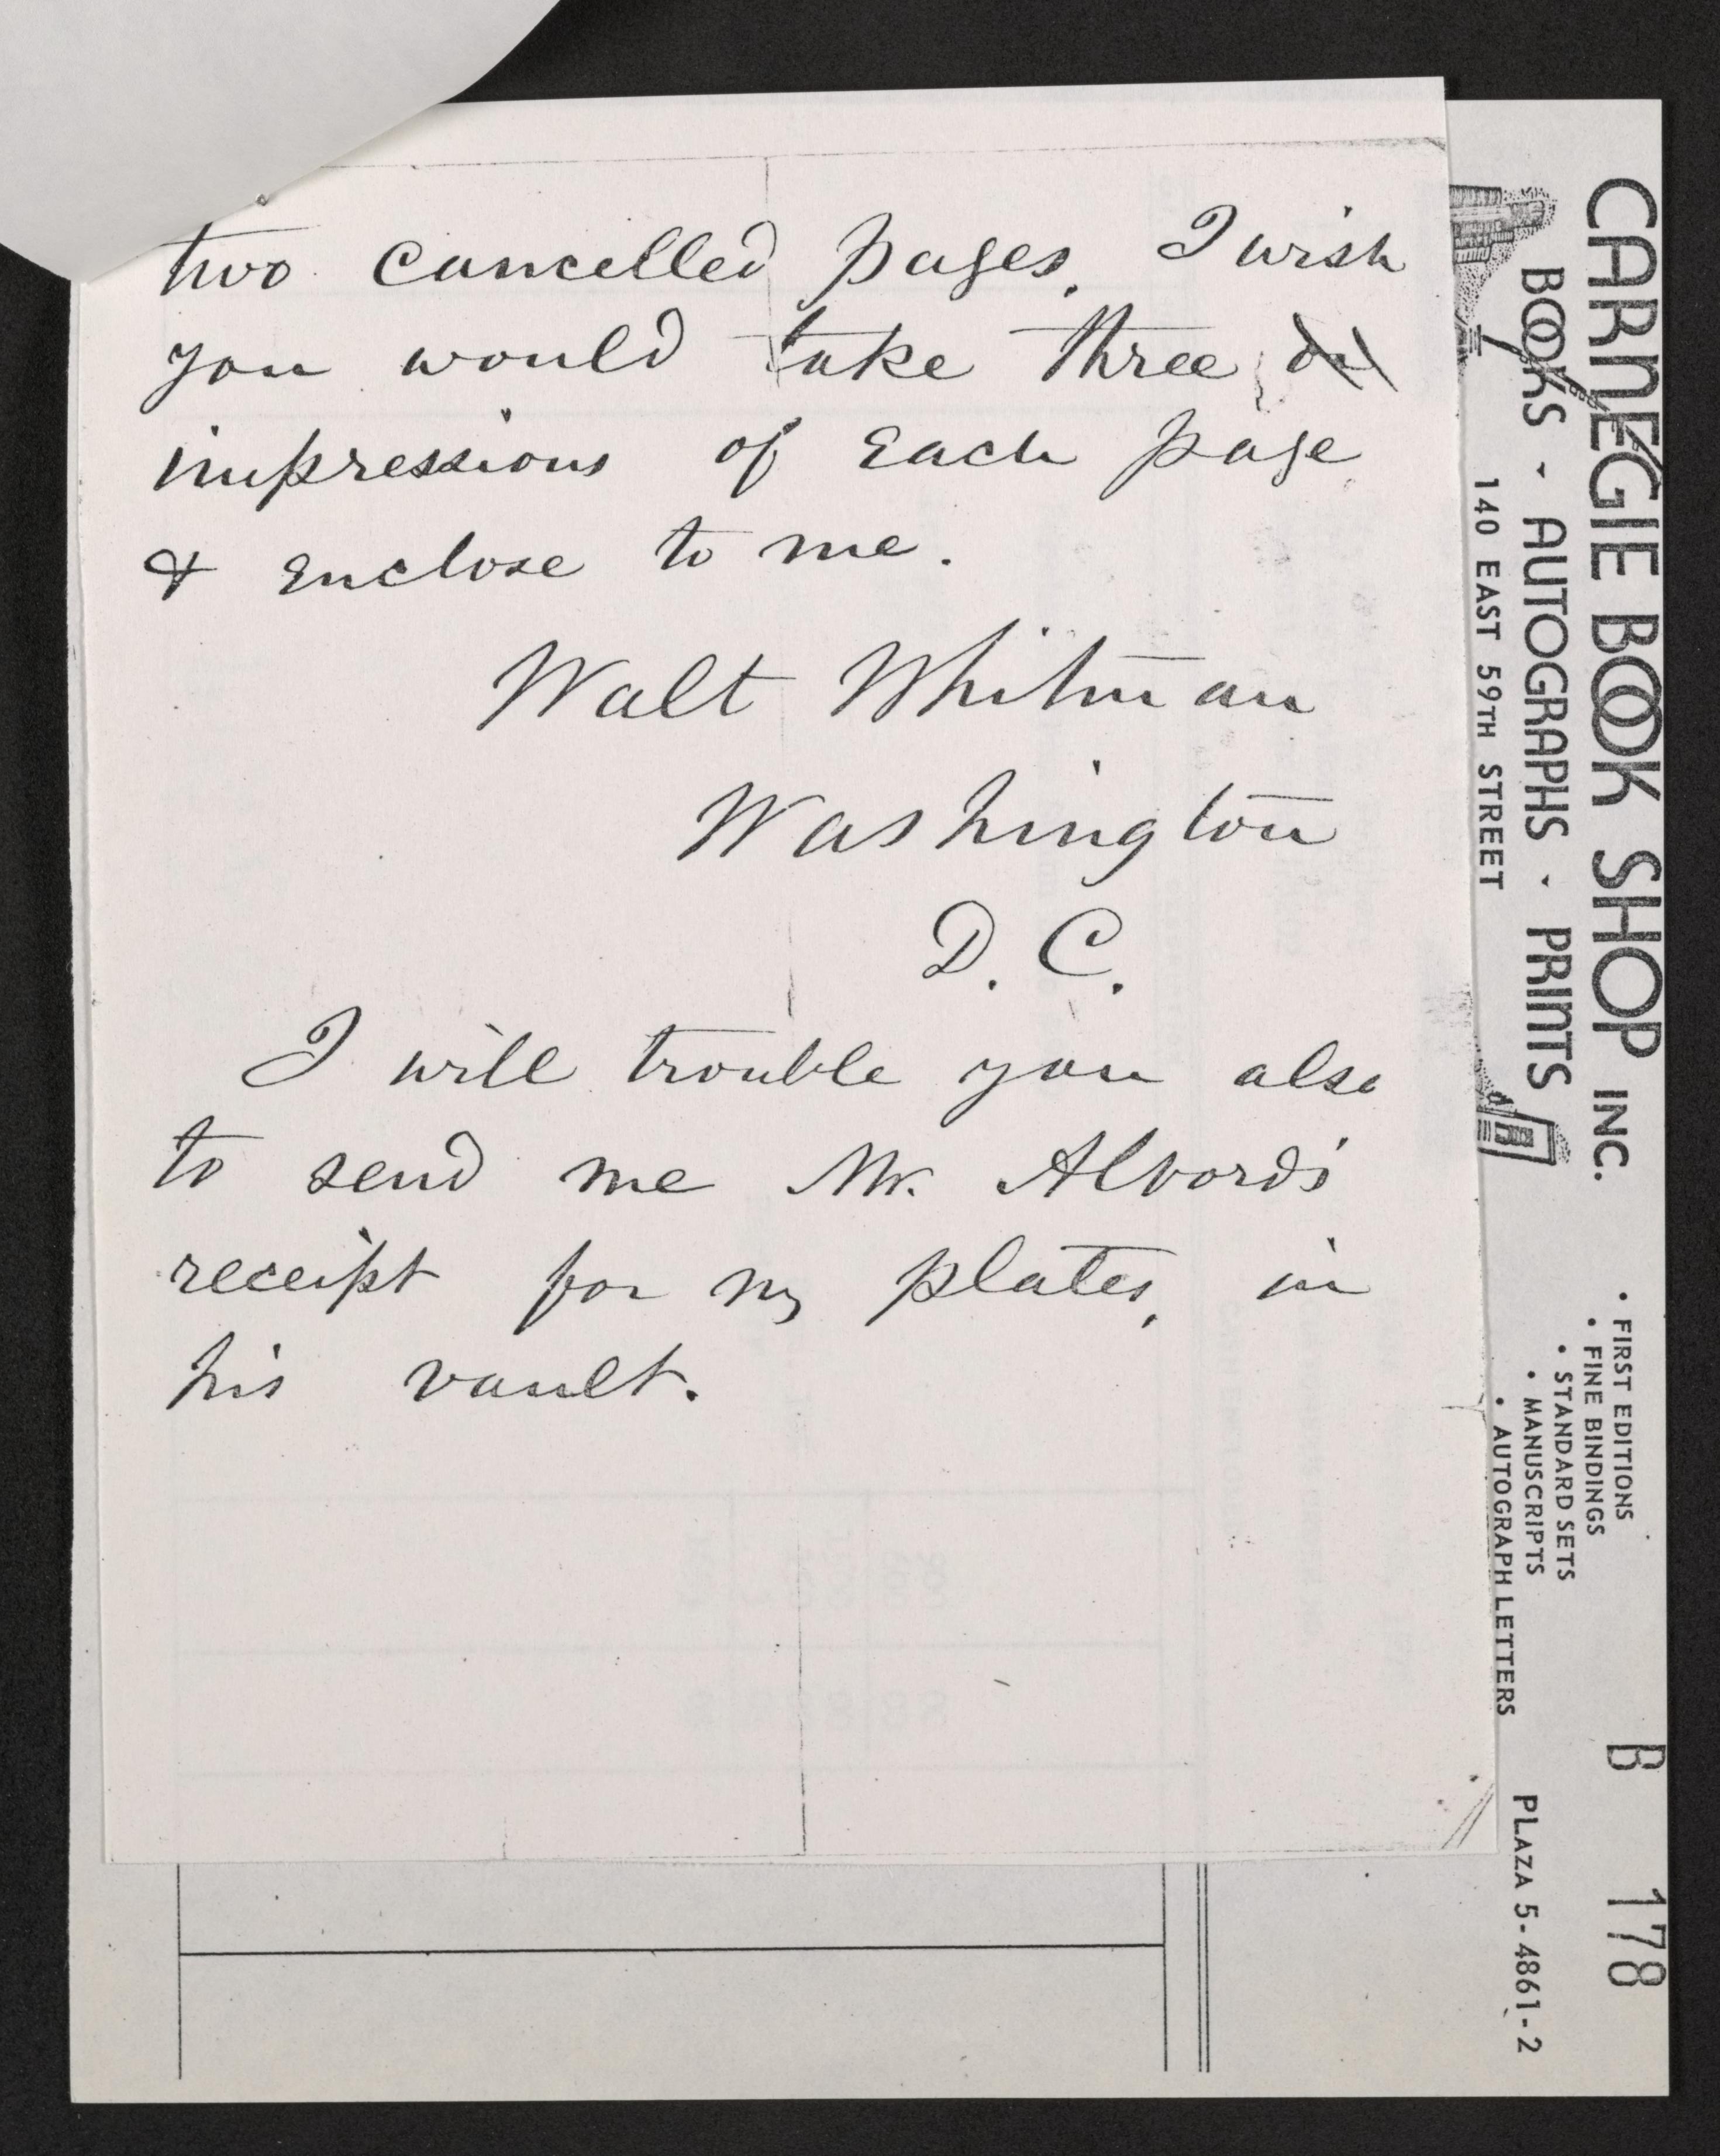 two cancelled pages, I wish
you would take three
impressions of each page
& enclose to me.
Walt Whitman
Washington
D. C.
I will trouble you also
to send me Mr. Alvord's
receipt for my plates, in
his vault.
CARNEGIE BOOK SHOP INC.
BOOKS · AUTOGRAPHS · PRINTS
140 EAST 59TH STREET
• FIRST EDITIONS
• FINE BINDINGS
• STANDARD SETS
• MANUSCRIPTS
• AUTOGRAPH LETTERS
B 178
PLAZA 5-4861-2